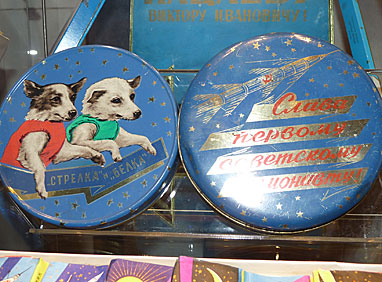 ВИКТОРУ ИВАНОВИЧУ!
„СТРЕЛКА" и „БЕЛКА"
Слава
первому
советскому